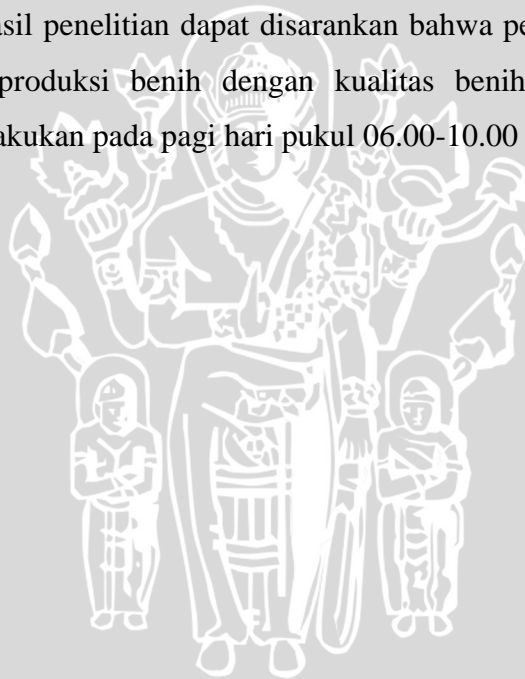 asil penelitian dapat disarankan bahwa pe
produksi benih dengan kualitas benih
akukan pada pagi hari pukul 06.00-10.00